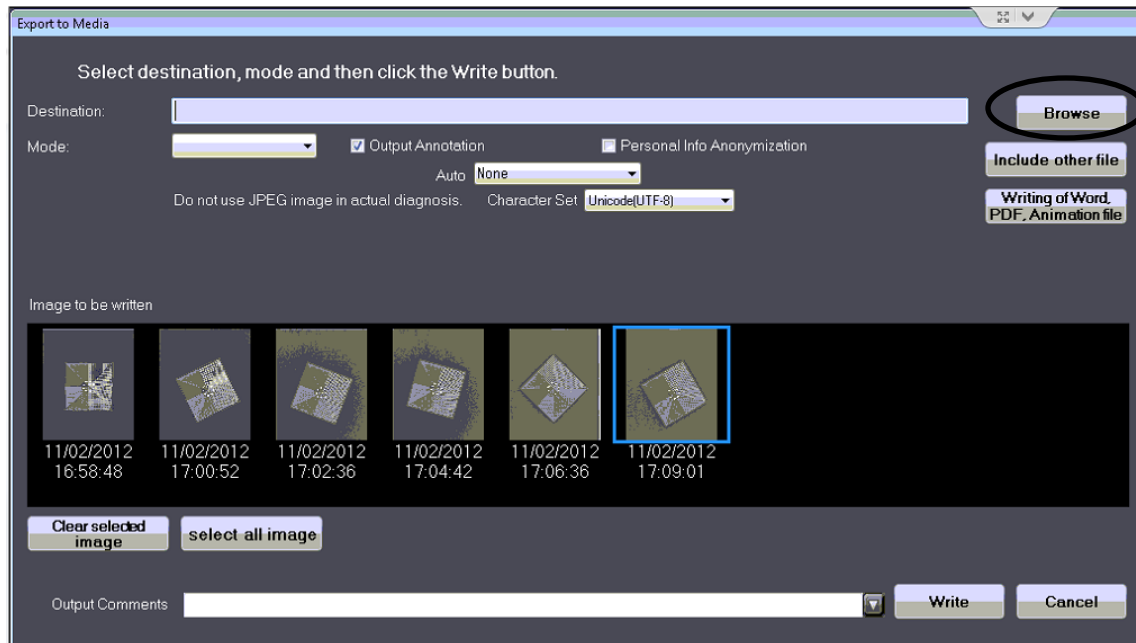 Export to Media
Select destination, mode and then click the Write button.
Destination:
Browse
Mode:
Output Annotation
Personal Info Anonymization
Include other file
Auto
None
Do not use JPEG image in actual diagnosis.
Character Set
Unicode(UTF-8)
Writing of Word,
PDF, Animation file
Image to be written
11/02/2012
16:58:48
11/02/2012
17:00:52
11/02/2012
17:02:36
11/02/2012
17:04:42
11/02/2012
17:06:36
11/02/2012
17:09:01
Clear selected
image
select all image
Output Comments
Write
Cancel